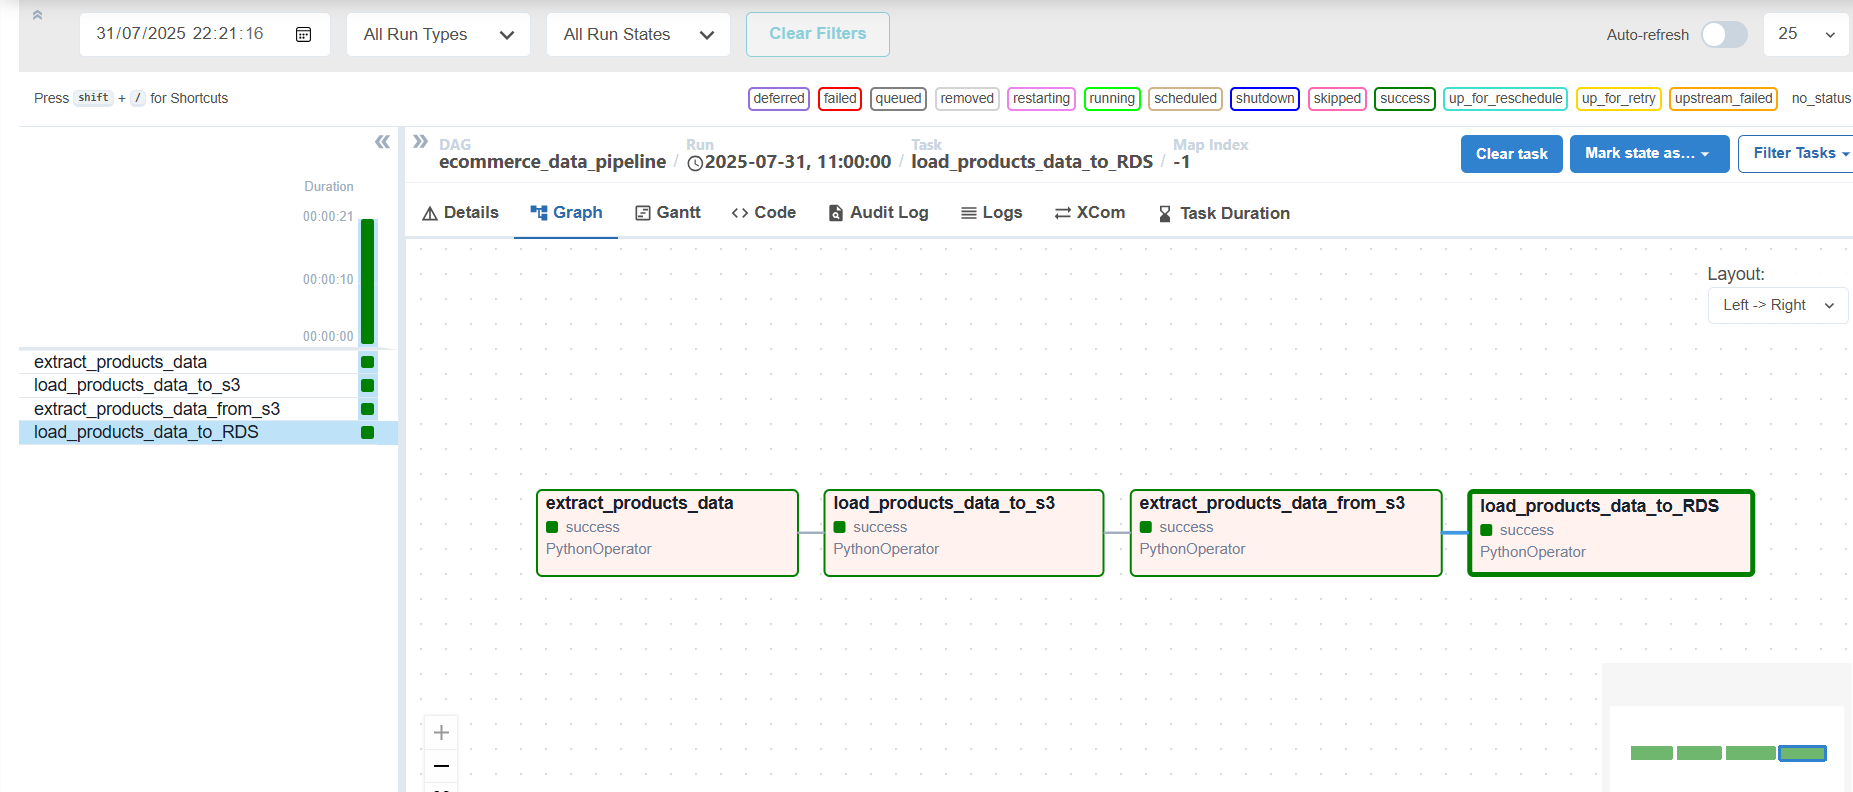 31/07/2025 22:21:16
All Run Types
All Run States
Clear Filters
Auto-refresh
25
Press shift + / for Shortcuts
deferred
failed
queued
removed
restarting
running
scheduled
shutdown
skipped
success
up_for_reschedule
up_for_retry
upstream_failed
no_status
DAG
ecommerce_data_pipeline
/
Run
2025-07-31, 11:00:00
/
Task
load_products_data_to_RDS
/
Map Index
-1
Clear task
Mark state as...
Filter Tasks
Duration
00:00:21
00:00:10
00:00:00
extract_products_data
load_products_data_to_s3
extract_products_data_from_s3
load_products_data_to_RDS
Details
Graph
Gantt
Code
Audit Log
Logs
XCom
Task Duration
Layout:
Left -> Right
extract_products_data
success
PythonOperator
load_products_data_to_s3
success
PythonOperator
extract_products_data_from_s3
success
PythonOperator
load_products_data_to_RDS
success
PythonOperator